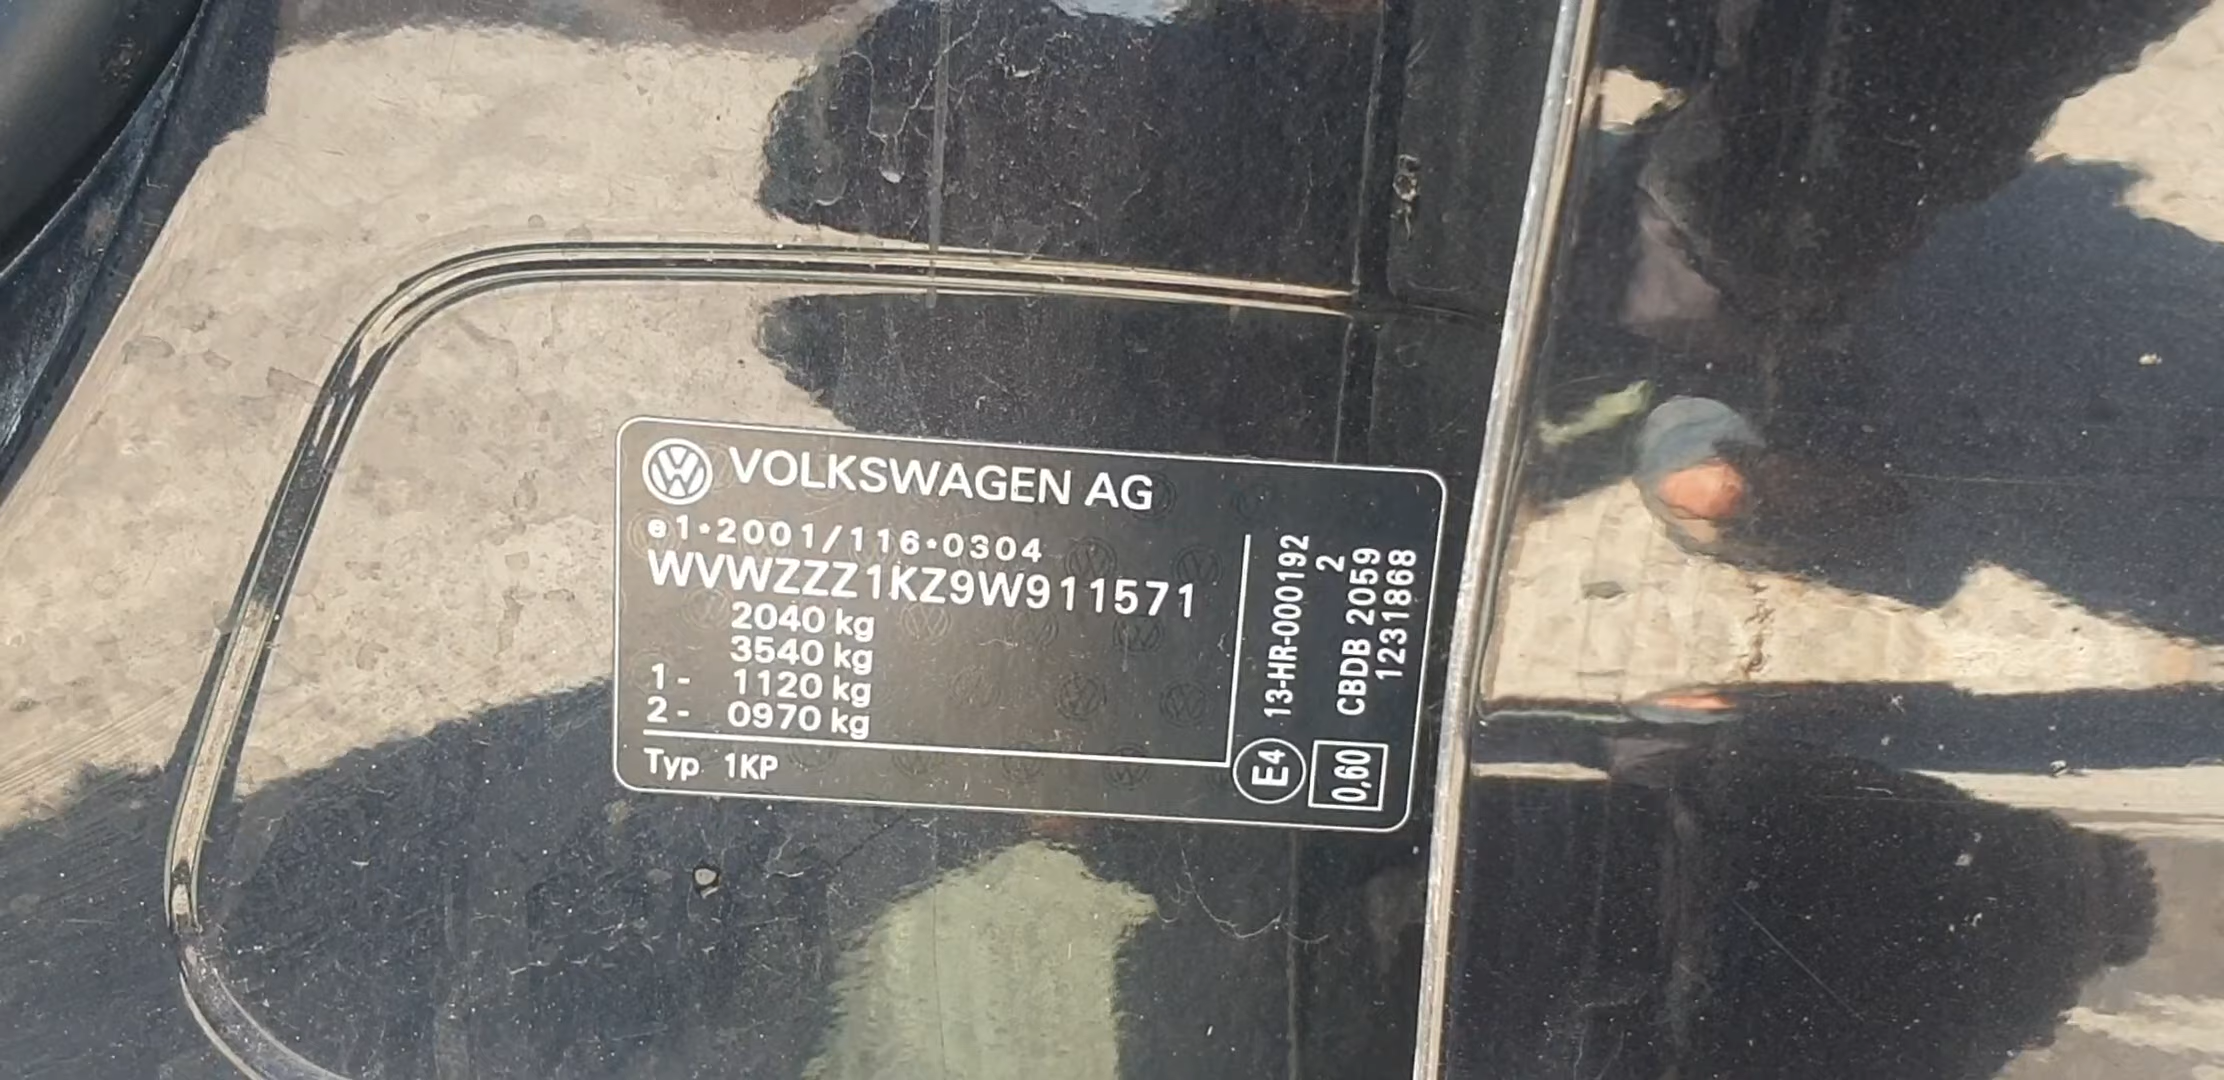 VOLKSWAGEN AG
e1*2001/116*0304
WVWZZZ1KZ9W911571
2040 kg
3540 kg
1- 1120 kg
2- 0970 kg
Typ 1KP
E4 13-HR-000192
2
0,60 CBDB 2059
1231868